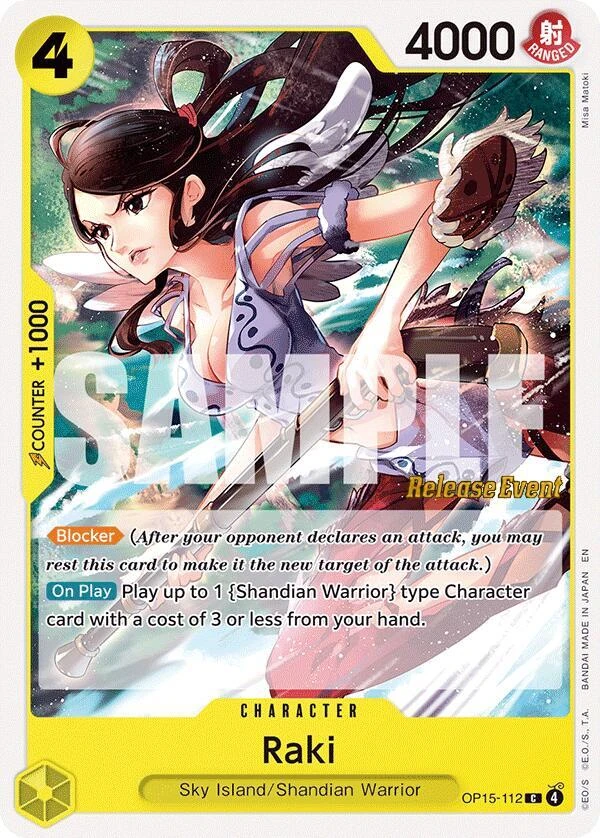 4
4000
射
RANGED
Misa Matoki
COUNTER +1000
SAMPLE
Release Event
Blocker (After your opponent declares an attack, you may
rest this card to make it the new target of the attack.)
On Play Play up to 1 {Shandian Warrior} type Character
card with a cost of 3 or less from your hand.
CHARACTER
Raki
Sky Island/Shandian Warrior
OP15-112 C 4
©EO/S ©E.O./S., T.A. BANDAI MADE IN JAPAN EN